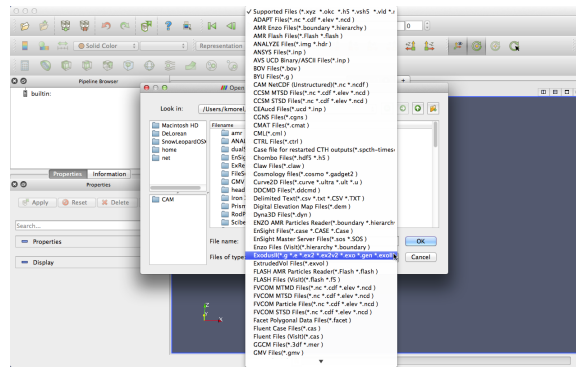 Supported Files (*.xyz *.okc *.h5 *.vsh5 *.vld *.
ADAPT Files(*.nc *.cdf *.elev *.ncd )
AMR Enzo Files(*.boundary *.hierarchy )
AMR Flash Files(*.Flash *.flash )
ANALYZE Files(*.img *.hdr )
ANSYS Files(*.inp )
AVS UCD Binary/ASCII Files(*.inp )
BOV Files(*.bov )
BYU Files(*.g )
CAM NetCDF (Unstructured)(*.nc *.ncdf )
CCSM MTSD Files(*.nc *.cdf *.elev *.ncd )
CCSM STSD Files(*.nc *.cdf *.elev *.ncd )
CEAucd Files(*.ucd *.inp )
CGNS Files(*.cgns )
CMAT Files(*.cmat )
CML(*.cml )
CTRL Files(*.ctrl )
Case file for restarted CTH outputs(*.spcth-times
Chombo Files(*.hdf5 *.h5 )
Claw Files(*.claw )
Cosmology files(*.cosmo *.gadget2 )
Curve2D Files(*.curve *.ultra *.ult *.u )
DDCMD Files(*.ddcmd )
Delimited Text(*.csv *.txt *.CSV *.TXT )
Digital Elevation Map Files(*.dem )
Dyna3D Files(*.dyn )
ENZO AMR Particles Reader(*.boundary *.hierarch
EnSight Files(*.case *.CASE *.Case )
EnSight Master Server Files(*.sos *.SOS )
Enzo Files (Visit)(*.hierarchy *.boundary )
ExodusII(*.g *.e *.ex2 *.ex2v2 *.exo *.gen *.exoII
ExtrudedVol Files(*.exvol )
FLASH AMR Particles Reader(*.Flash *.flash )
FLASH Files (Visit)(*.flash *.f5 )
FVCOM MTMD Files(*.nc *.cdf *.elev *.ncd )
FVCOM MTSD Files(*.nc *.cdf *.elev *.ncd )
FVCOM Particle Files(*.nc *.cdf *.elev *.ncd )
FVCOM STSD Files(*.nc *.cdf *.elev *.ncd )
Facet Polygonal Data Files(*.facet )
Fluent Case Files(*.cas )
Fluent Files (Visit)(*.cas )
GGCM Files(*.3df *.mer )
GMV Files(*.gmv )
0
Solid Color
Representation
Pipeline Browser
builtin:
Open
Look in:
/Users/kmorel
Macintosh HD
DeLorean
SnowLeopardOSX
home
net
CAM
Filename
amr
Iron
File name:
OK
Files of type:
Cancel
Properties
Information
Properties
Apply
Reset
Delete
Search...
Properties
Display